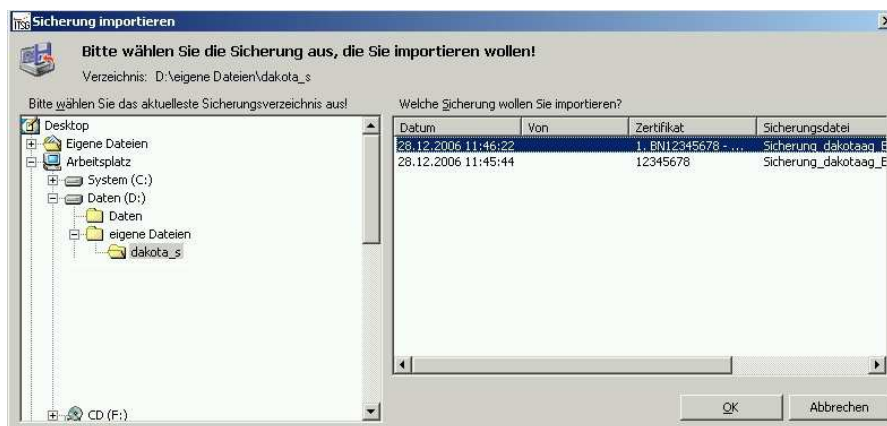 ITSG Sicherung importieren
Bitte wählen Sie die Sicherung aus, die Sie importieren wollen!
Verzeichnis: D:\eigene Dateien\dakota_s
Bitte wählen Sie das aktuelleste Sicherungsverzeichnis aus!
Desktop
Eigene Dateien
Arbeitsplatz
System (C:)
Daten (D:)
Daten
eigene Dateien
dakota_s
CD (F:)
Welche Sicherung wollen Sie importieren?
Datum Von Zertifikat Sicherungsdatei
28.12.2006 11:46:22 1. BN12345678 - ... Sicherung_dakotaag_E
28.12.2006 11:45:44 12345678 Sicherung_dakotaag_E
OK Abbrechen